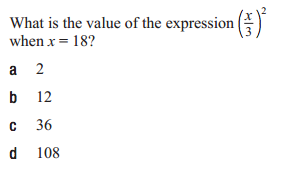 What is the value of the expression (x/3)²
when x = 18?
a 2
b 12
c 36
d 108